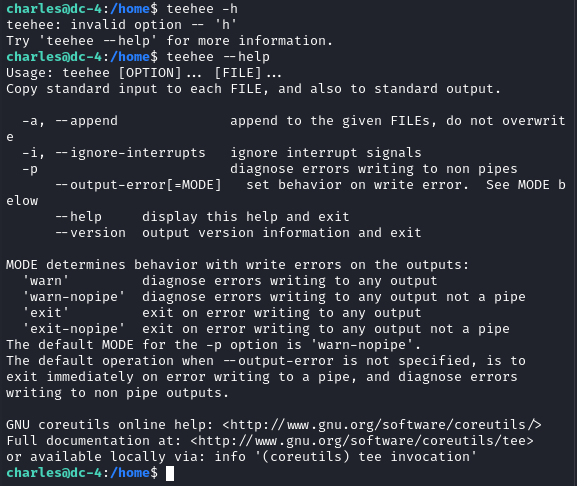 charles@dc-4:/home$ teehee -h
teehee: invalid option -- 'h'
Try 'teehee --help' for more information.
charles@dc-4:/home$ teehee --help
Usage: teehee [OPTION]... [FILE]...
Copy standard input to each FILE, and also to standard output.

  -a, --append              append to the given FILEs, do not overwrit
e
  -i, --ignore-interrupts   ignore interrupt signals
  -p                        diagnose errors writing to non pipes
      --output-error[=MODE]   set behavior on write error.  See MODE b
elow
      --help     display this help and exit
      --version  output version information and exit

MODE determines behavior with write errors on the outputs:
  'warn'         diagnose errors writing to any output
  'warn-nopipe'  diagnose errors writing to any output not a pipe
  'exit'         exit on error writing to any output
  'exit-nopipe'  exit on error writing to any output not a pipe
The default MODE for the -p option is 'warn-nopipe'.
The default operation when --output-error is not specified, is to
exit immediately on error writing to a pipe, and diagnose errors
writing to non pipe outputs.

GNU coreutils online help: <http://www.gnu.org/software/coreutils/>
Full documentation at: <http://www.gnu.org/software/coreutils/tee>
or available locally via: info '(coreutils) tee invocation'
charles@dc-4:/home$